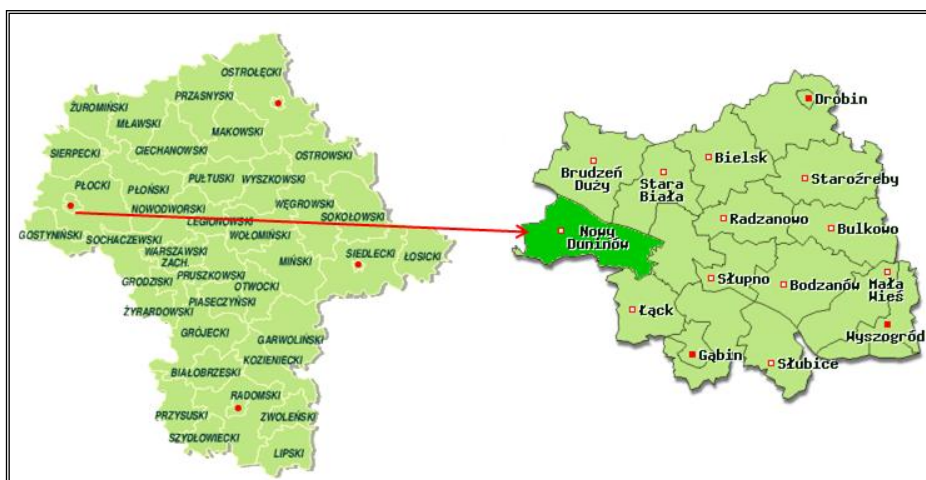 OSTROŁĘCKI
PRZASNYSKI
ŻUROMIŃSKI
MŁAWSKI
MAKOWSKI
SIERPECKI
CIECHANOWSKI
OSTROWSKI
PŁOCKI
PŁOŃSKI
PUŁTUSKI
WYSZKOWSKI
NOWODWORSKI
WĘGROWSKI
SOKOŁOWSKI
LEGIONOWSKI
GOSTYNIŃSKI
SOCHACZEWSKI
WOŁOMIŃSKI
WARSZAWSKI
ZACH.
MIŃSKI
SIEDLECKI
ŁOSICKI
GRODZISKI
PRUSZKOWSKI
OTWOCKI
PIASECZYŃSKI
ŻYRARDOWSKI
GRÓJECKI
GARWOLIŃSKI
KOZIENICKI
BIAŁOBRZESKI
RADOMSKI
PRZYSUSKI
ZWOLEŃSKI
SZYDŁOWIECKI
LIPSKI
Drobin
Bielsk
Brudzeń
Duży
Stara
Biała
Staroźreby
Radzanowo
Bulkowo
Nowy
Duninów
Słupno
Bodzanów
Mała
Wieś
Łąck
Wyszogród
Gąbin
Słubice